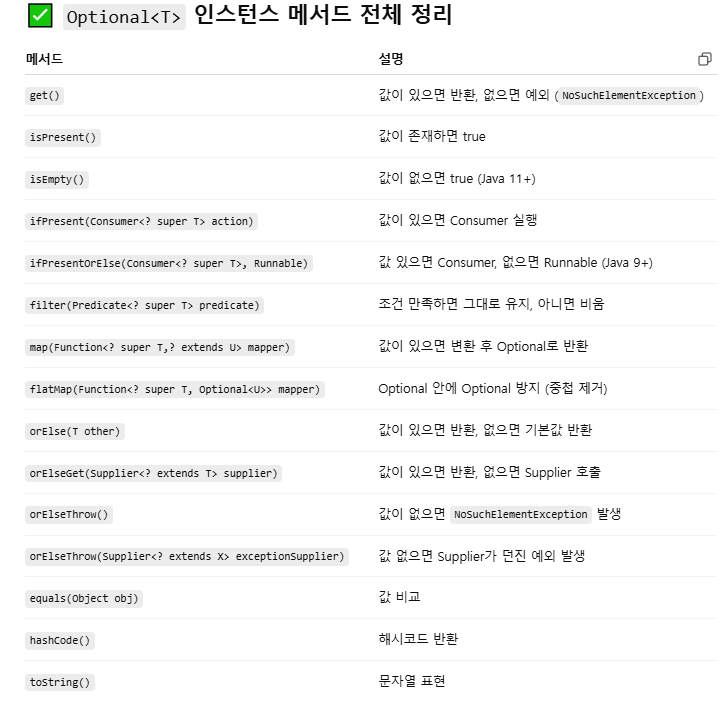 ✅ Optional<T> 인스턴스 메서드 전체 정리
메서드 설명
get() 값이 있으면 반환, 없으면 예외 (NoSuchElementException)
isPresent() 값이 존재하면 true
isEmpty() 값이 없으면 true (Java 11+)
ifPresent(Consumer<? super T> action) 값이 있으면 Consumer 실행
ifPresentOrElse(Consumer<? super T>, Runnable) 값 있으면 Consumer, 없으면 Runnable (Java 9+)
filter(Predicate<? super T> predicate) 조건 만족하면 그대로 유지, 아니면 비움
map(Function<? super T,? extends U> mapper) 값이 있으면 변환 후 Optional로 반환
flatMap(Function<? super T, Optional<U>> mapper) Optional 안에 Optional 방지 (중첩 제거)
orElse(T other) 값이 있으면 반환, 없으면 기본값 반환
orElseGet(Supplier<? extends T> supplier) 값이 있으면 반환, 없으면 Supplier 호출
orElseThrow() 값이 없으면 NoSuchElementException 발생
orElseThrow(Supplier<? extends X> exceptionSupplier) 값 없으면 Supplier가 던진 예외 발생
equals(Object obj) 값 비교
hashCode() 해시코드 반환
toString() 문자열 표현